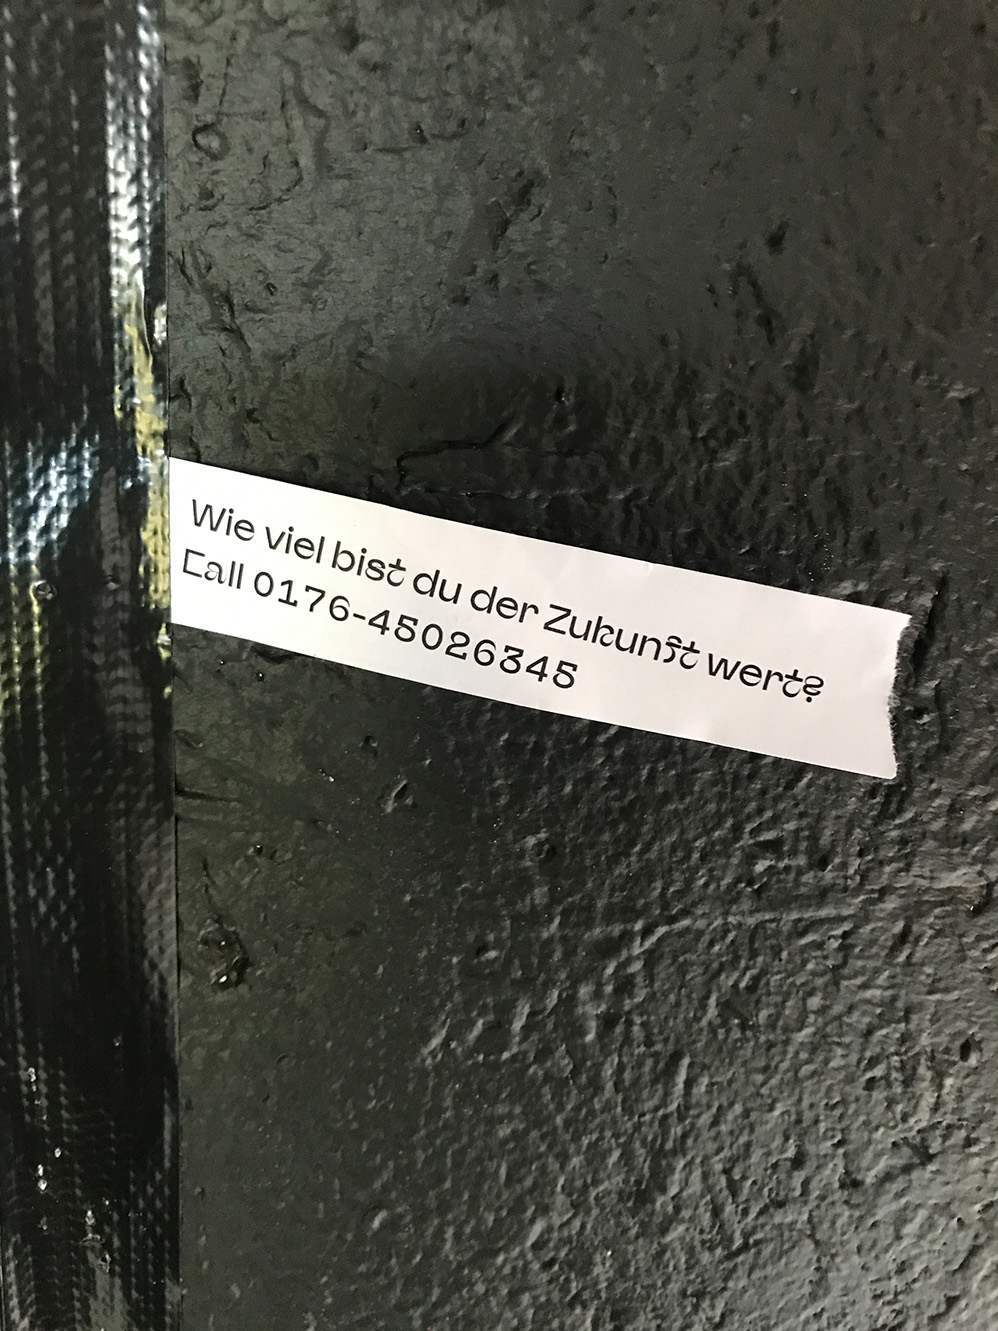 Wie viel bist du der Zukunft wert?
Call 0176-45026345